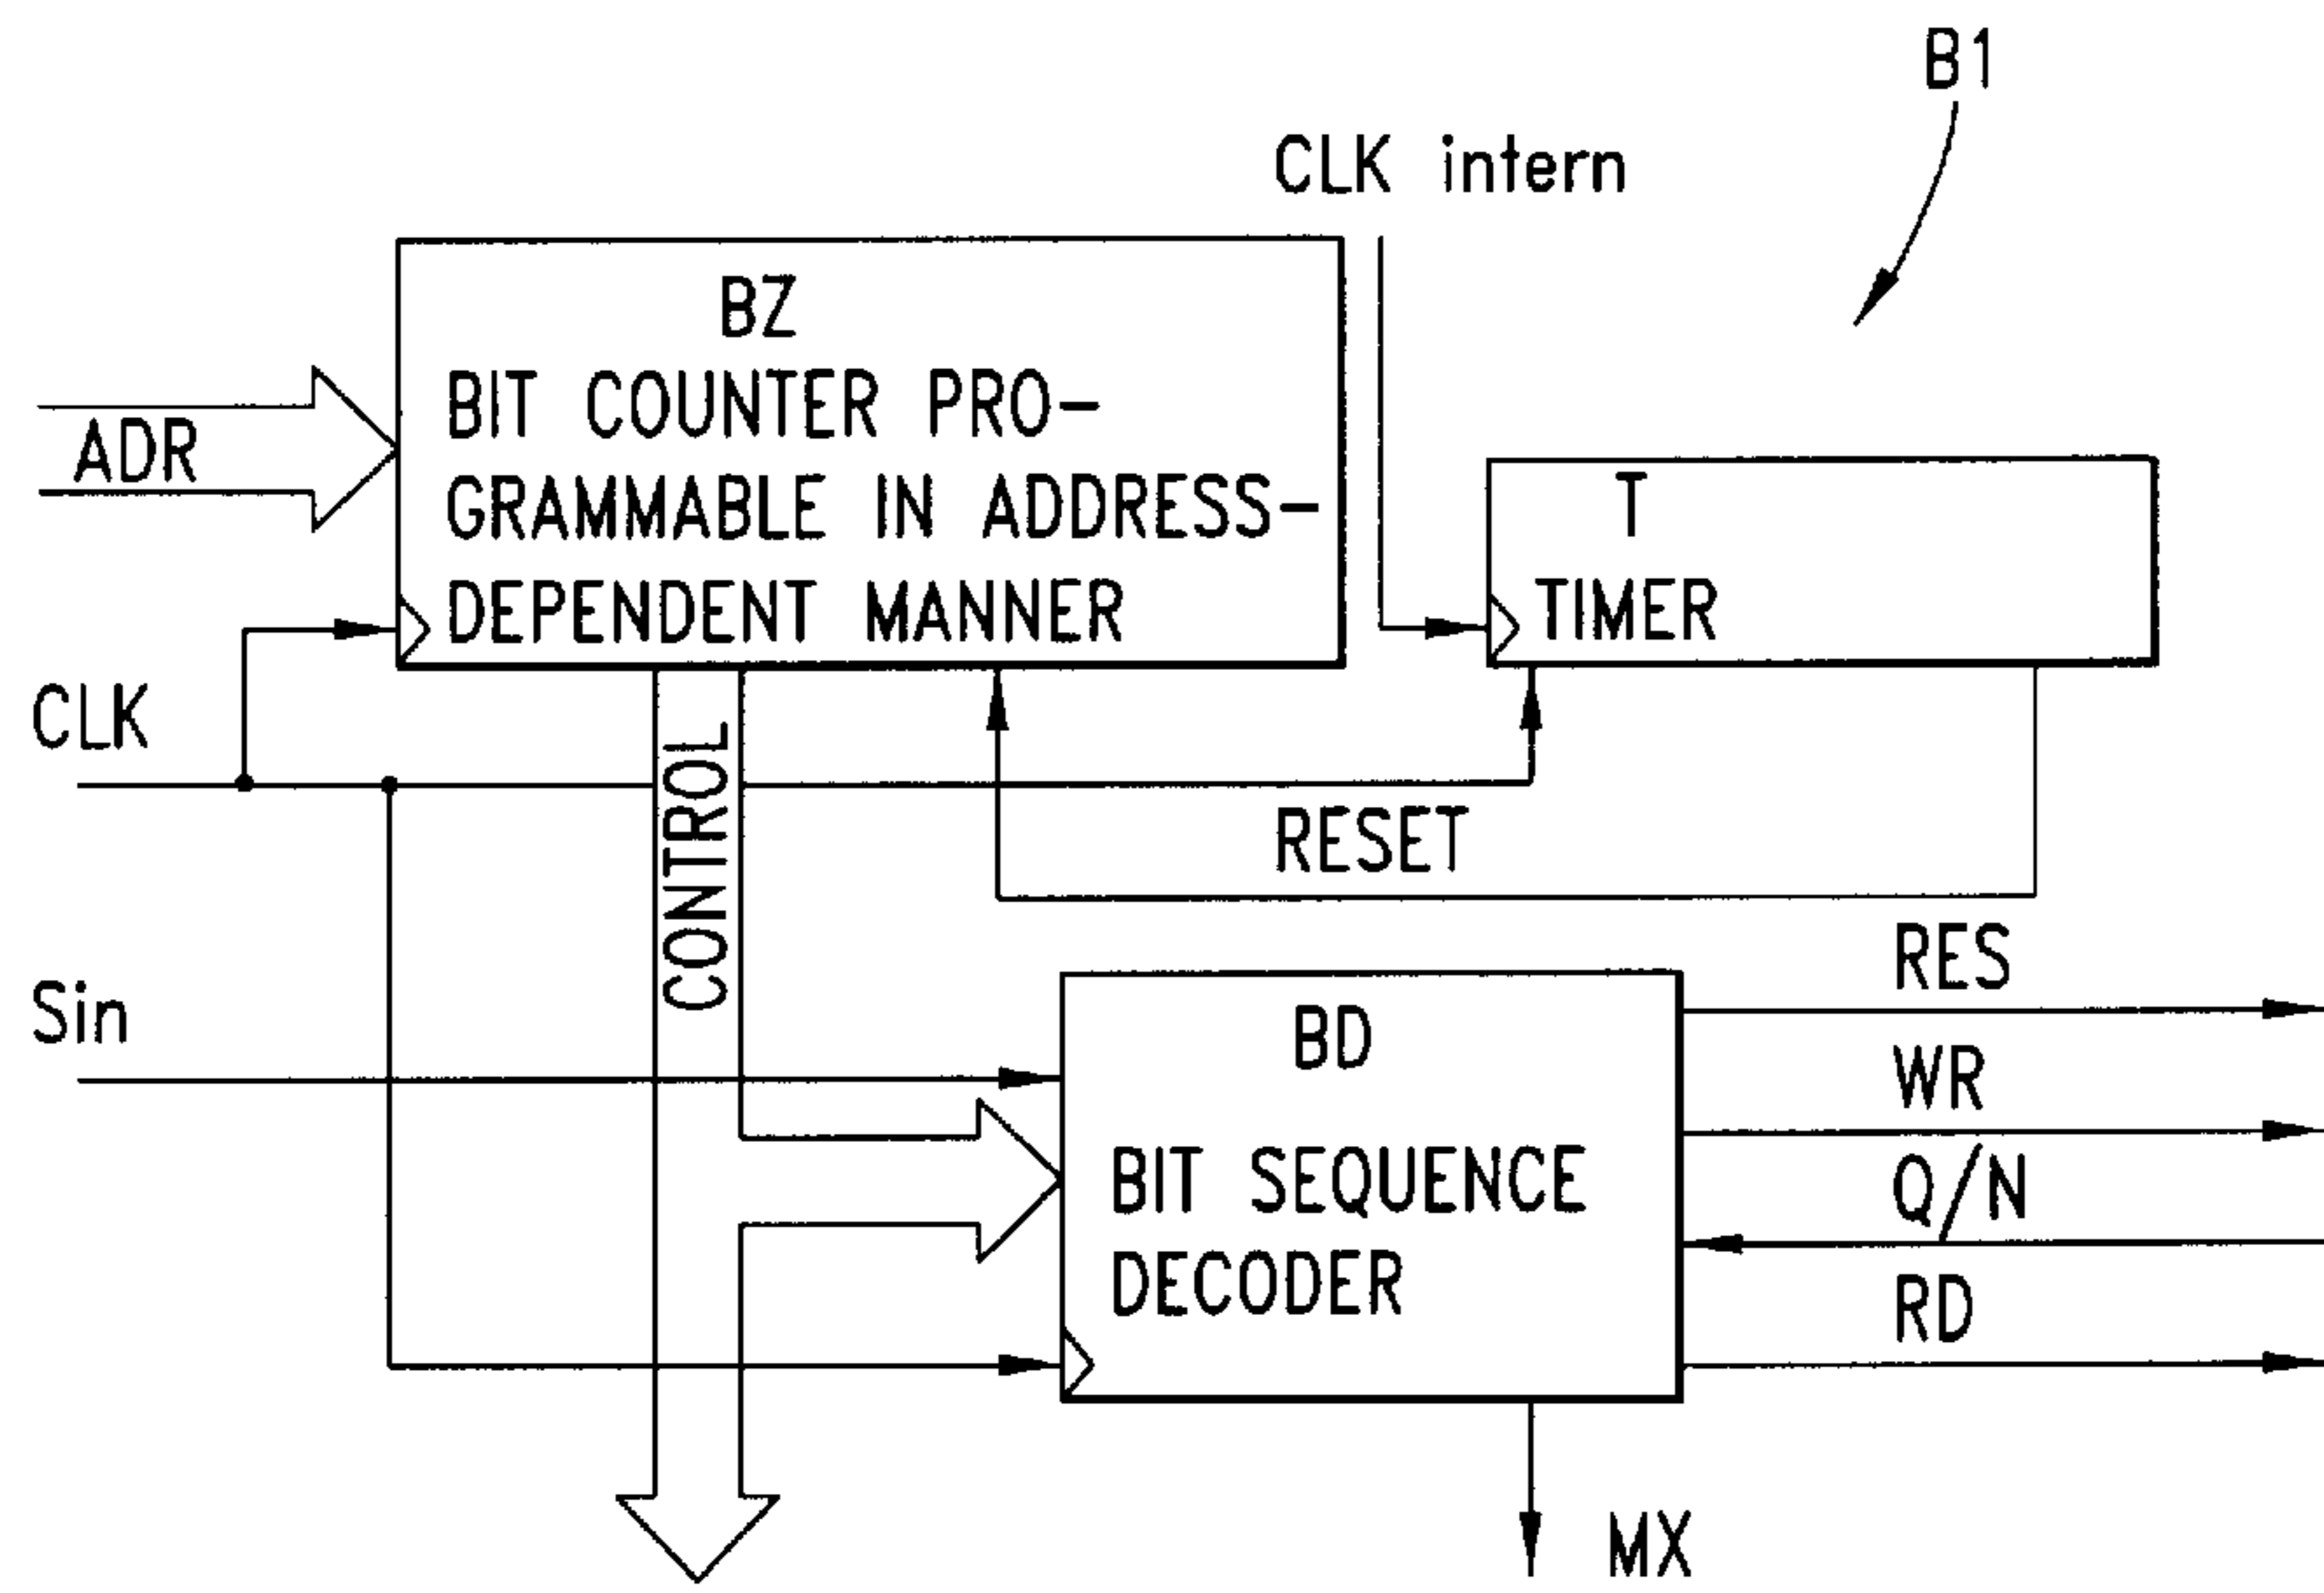 B1
CLK intern
BZ
BIT COUNTER PRO-
GRAMMABLE IN ADDRESS-
DEPENDENT MANNER
ADR
T
TIMER
CLK
CONTROL
RESET
Sin
RES
BD
WR
BIT SEQUENCE
DECODER
Q/N
RD
MX